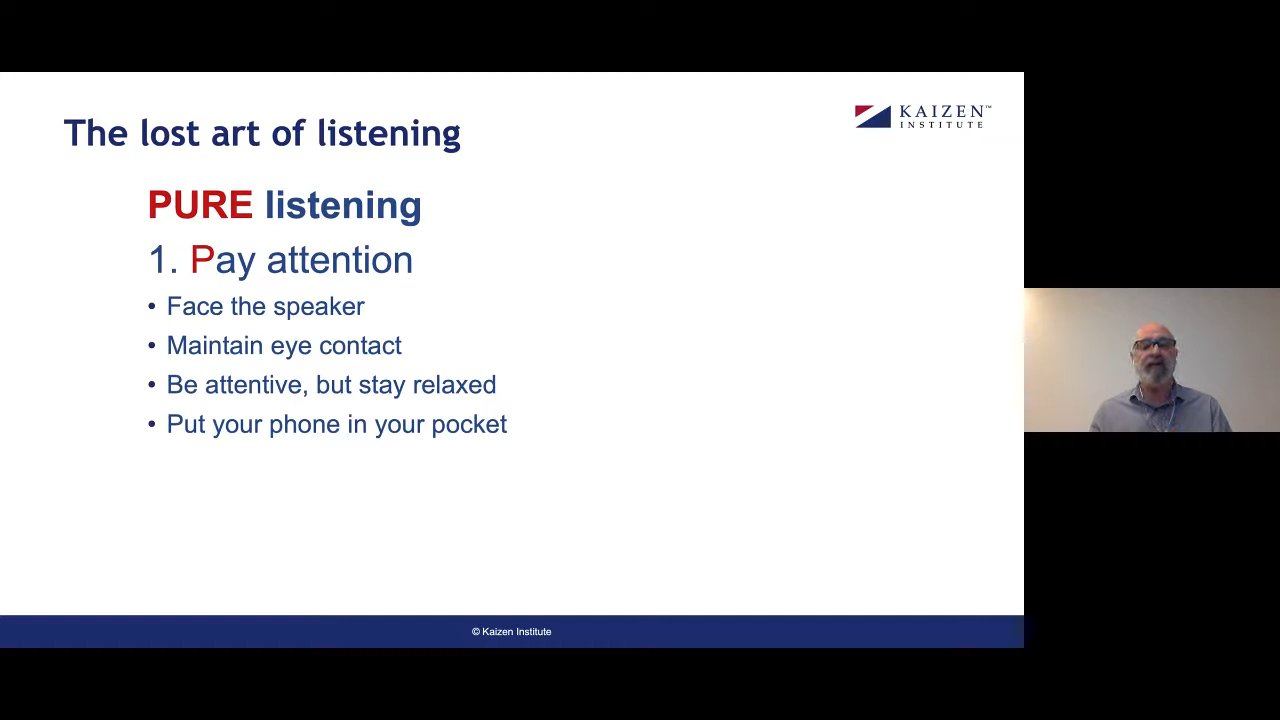 The lost art of listening
KAIZEN™
INSTITUTE
PURE listening
1. Pay attention
• Face the speaker
• Maintain eye contact
• Be attentive, but stay relaxed
• Put your phone in your pocket
© Kaizen Institute